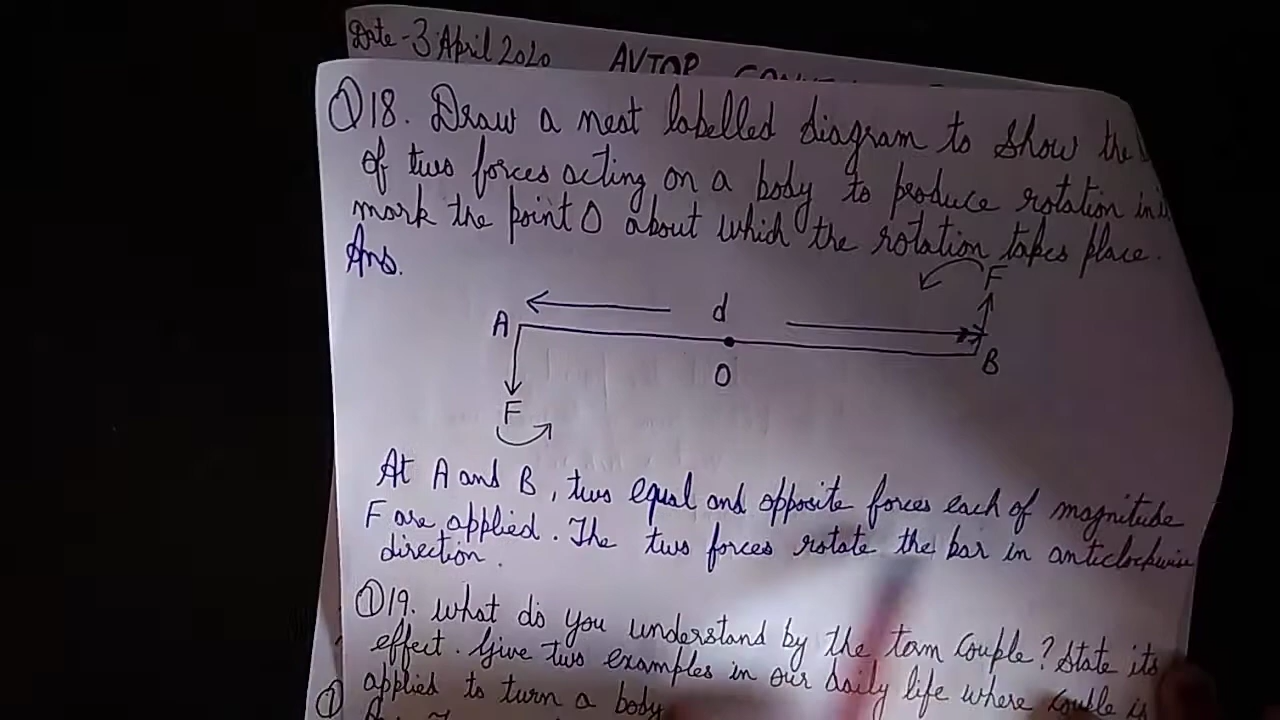 Date - 3 April 2020
Q18. Draw a neat labelled diagram to show the
of two forces acting on a body to produce rotation in
mark the point O about which the rotation takes place.
Ans.
F
d
A
B
O
F
At A and B, two equal and opposite forces each of magnitude
F are applied. The two forces rotate the bar in anticlockwise
direction.
Q19. what do you understand by the tam couple? State its
effect. Give two examples in our daily life where couple is
applied to turn a body